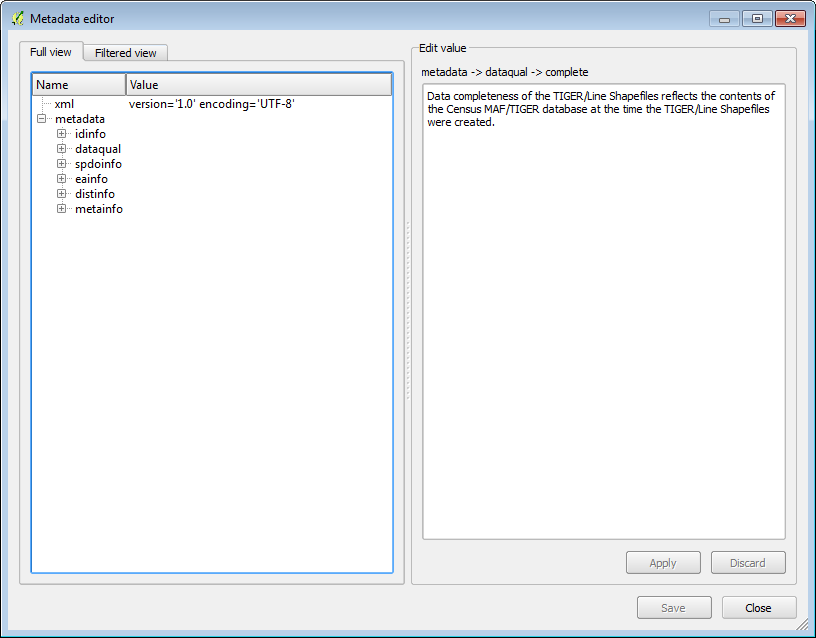 Metadata editor
Full view
Filtered view
Name
Value
xml
version='1.0' encoding='UTF-8'
metadata
idinfo
dataqual
spdoinfo
eainfo
distinfo
metainfo
Edit value
metadata -> dataqual -> complete
Data completeness of the TIGER/Line Shapefiles reflects the contents of
the Census MAF/TIGER database at the time the TIGER/Line Shapefiles
were created.
Apply
Discard
Save
Close